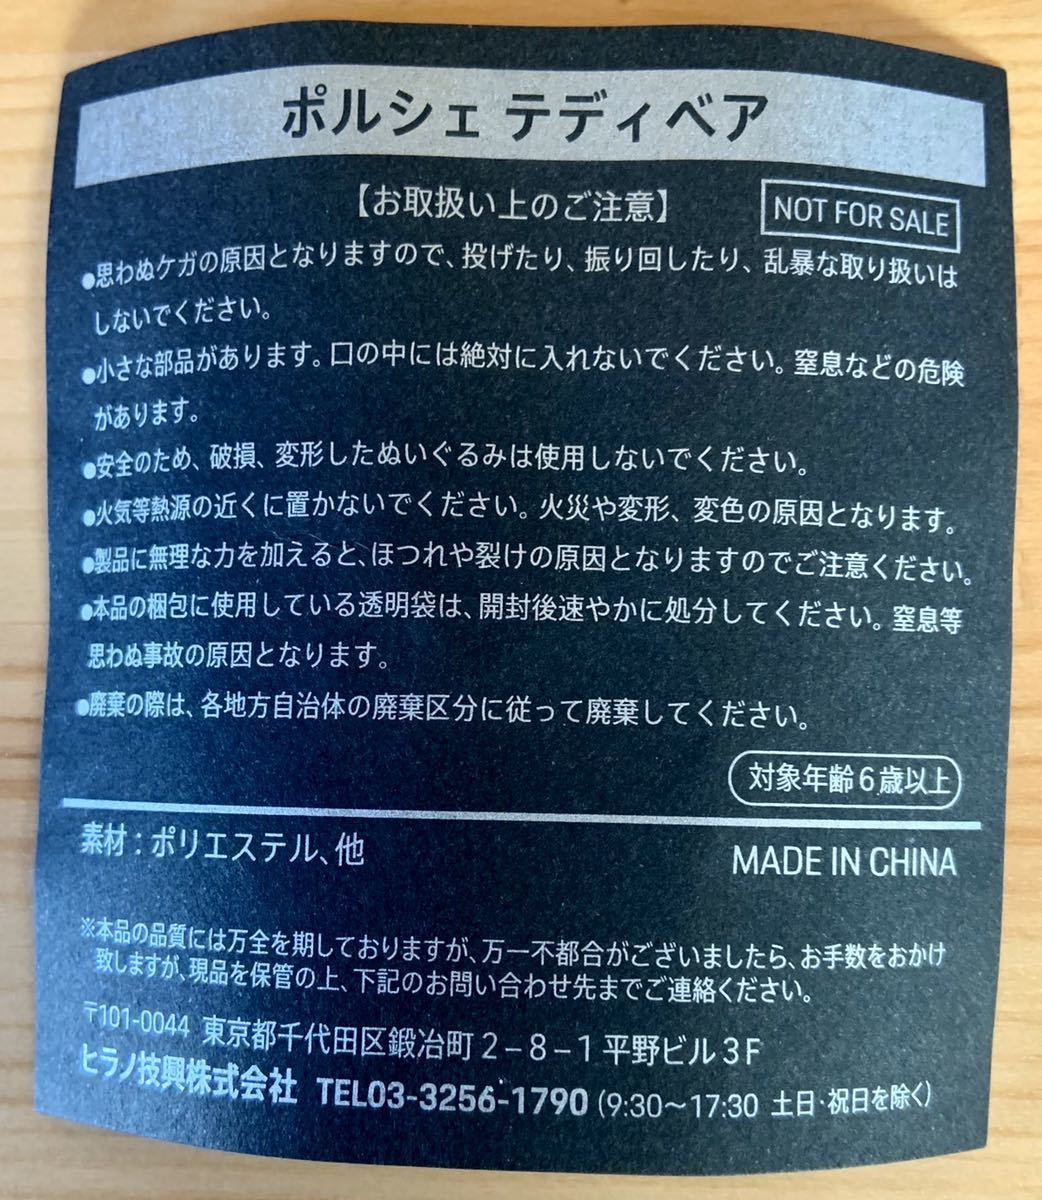 ポルシェ テディベア
【お取扱い上のご注意】
NOT FOR SALE
●思わぬケガの原因となりますので、投げたり、振り回したり、乱暴な取り扱いは
しないでください。
●小さな部品があります。口の中には絶対に入れないでください。窒息などの危険
があります。
●安全のため、破損、変形したぬいぐるみは使用しないでください。
●火気等熱源の近くに置かないでください。火災や変形、変色の原因となります。
●製品に無理な力を加えると、ほつれや裂けの原因となりますのでご注意ください。
●本品の梱包に使用している透明袋は、開封後速やかに処分してください。窒息等
思わぬ事故の原因となります。
●廃棄の際は、各地方自治体の廃棄区分に従って廃棄してください。
対象年齢6歳以上
素材：ポリエステル、他
MADE IN CHINA
※本品の品質には万全を期しておりますが、万一不都合がございましたら、お手数をおかけ
致しますが、現品を保管の上、下記のお問い合わせ先までご連絡ください。
〒101-0044 東京都千代田区鍛冶町2-8-1平野ビル3F
ヒラノ技興株式会社 TEL03-3256-1790 (9:30〜17:30 土日・祝日を除く)